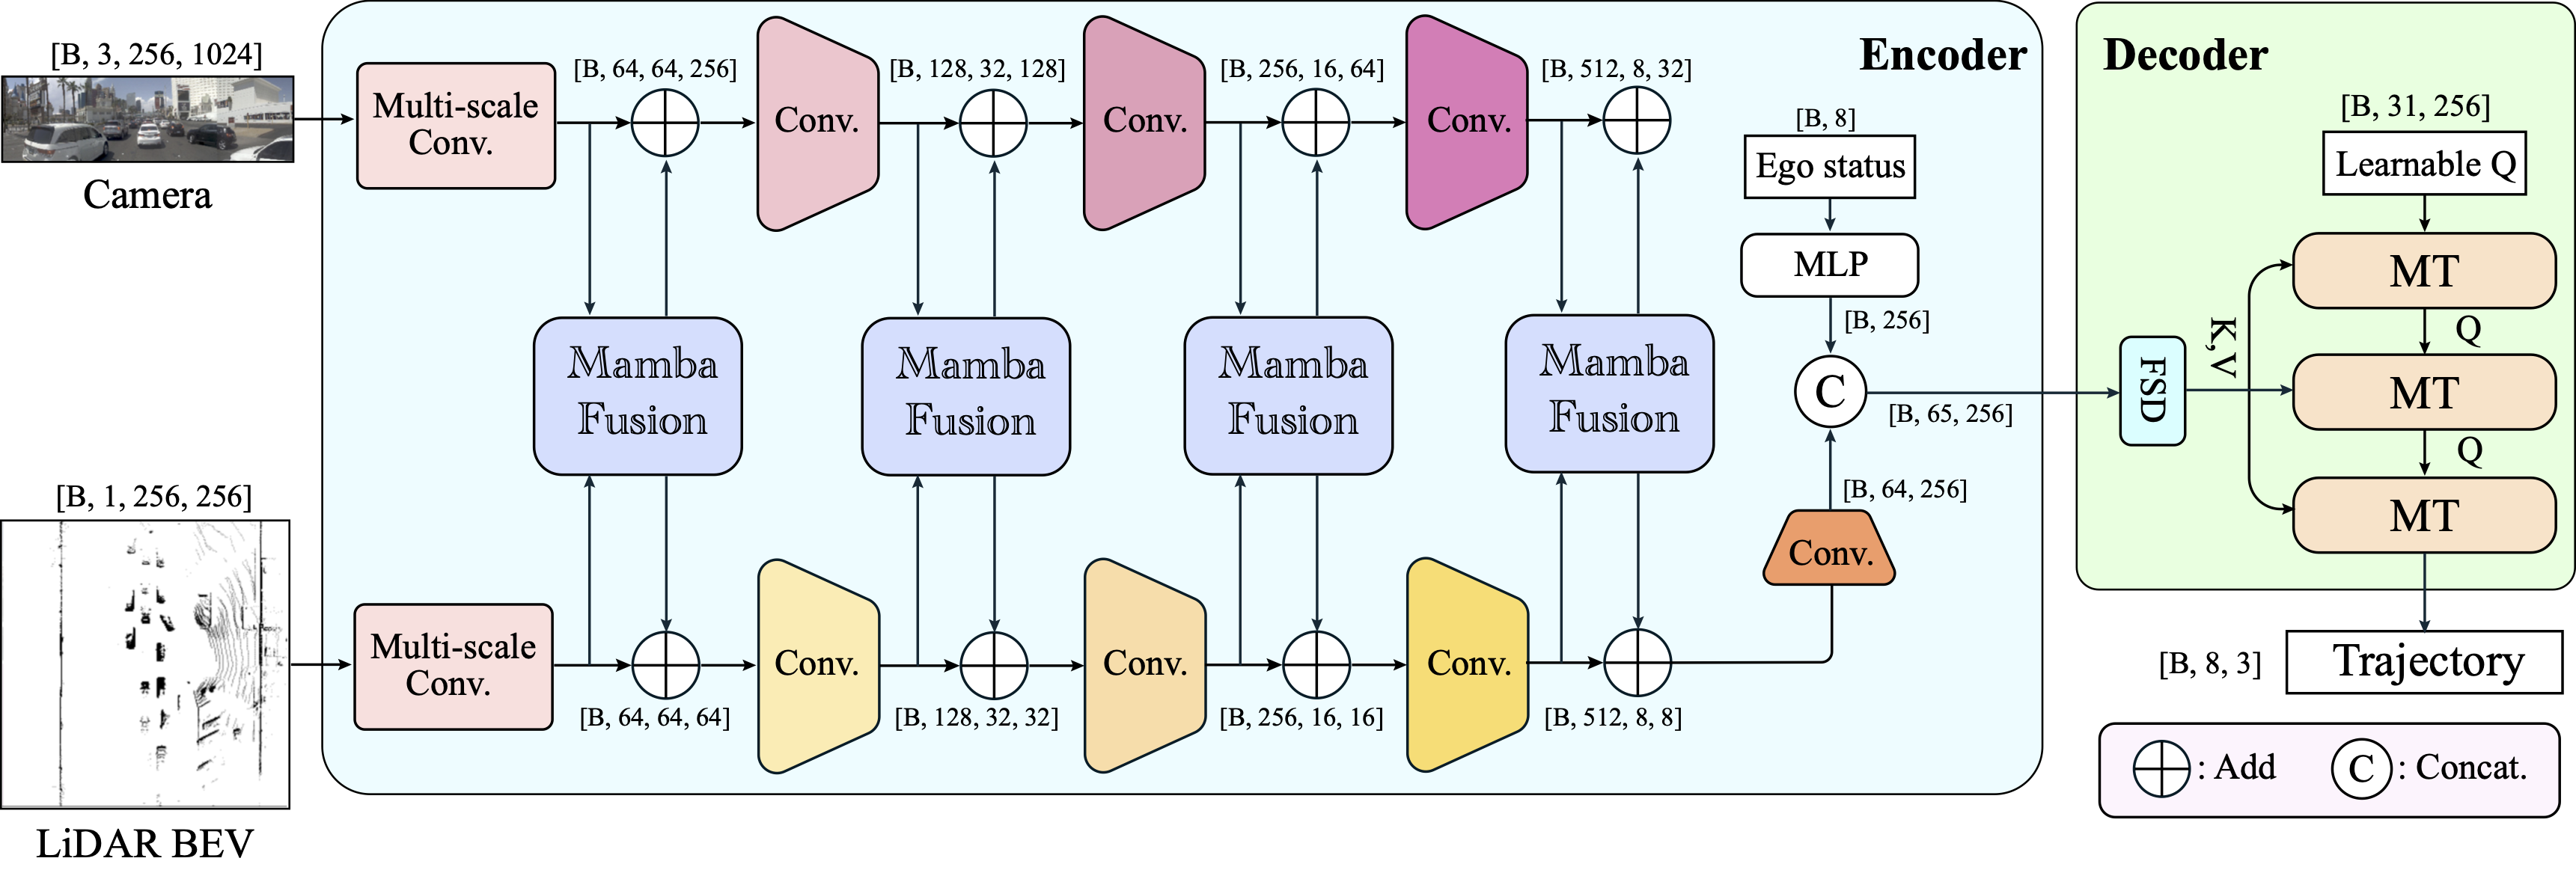 [B, 3, 256, 1024]
Camera
[B, 1, 256, 256]
LiDAR BEV
Encoder
Multi-scale
Conv.
[B, 64, 64, 256]
Conv.
[B, 128, 32, 128]
Conv.
[B, 256, 16, 64]
Conv.
[B, 512, 8, 32]
Mamba
Fusion
Mamba
Fusion
Mamba
Fusion
Mamba
Fusion
Multi-scale
Conv.
[B, 64, 64, 64]
Conv.
[B, 128, 32, 32]
Conv.
[B, 256, 16, 16]
Conv.
[B, 512, 8, 8]
[B, 8]
Ego status
MLP
[B, 256]
C
[B, 65, 256]
[B, 64, 256]
Conv.
Decoder
[B, 31, 256]
Learnable Q
FSD
K,V
MT
Q
MT
Q
MT
[B, 8, 3]
Trajectory
: Add
C : Concat.